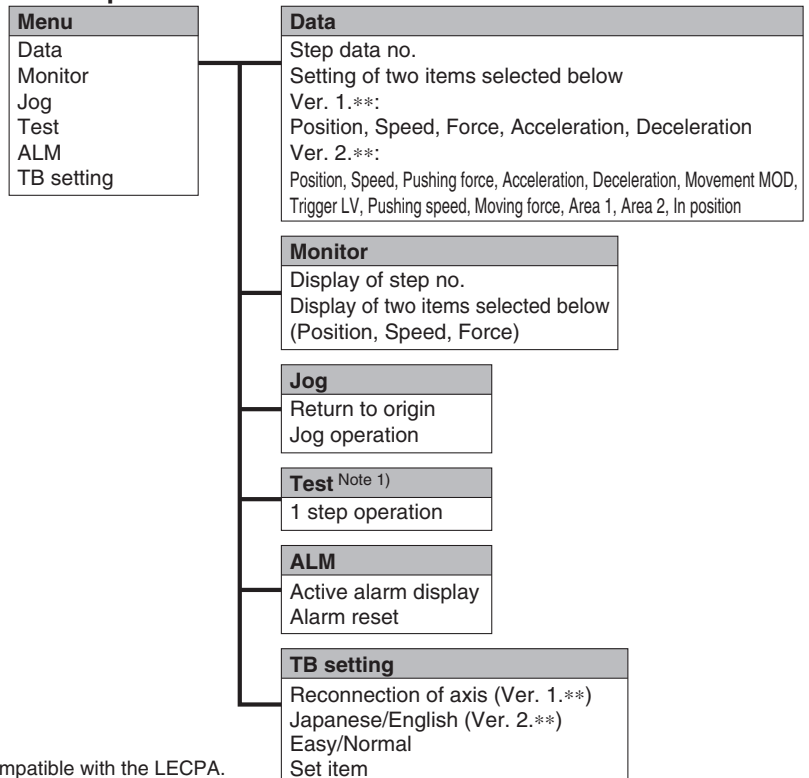 Menu
Data
Monitor
Jog
Test
ALM
TB setting
Data
Step data no.
Setting of two items selected below
Ver. 1.**:
Position, Speed, Force, Acceleration, Deceleration
Ver. 2.**:
Position, Speed, Pushing force, Acceleration, Deceleration, Movement MOD,
Trigger LV, Pushing speed, Moving force, Area 1, Area 2, In position
Monitor
Display of step no.
Display of two items selected below
(Position, Speed, Force)
Jog
Return to origin
Jog operation
Test Note 1)
1 step operation
ALM
Active alarm display
Alarm reset
TB setting
Reconnection of axis (Ver. 1.**)
Japanese/English (Ver. 2.**)
Easy/Normal
Set item
with the LECPA.